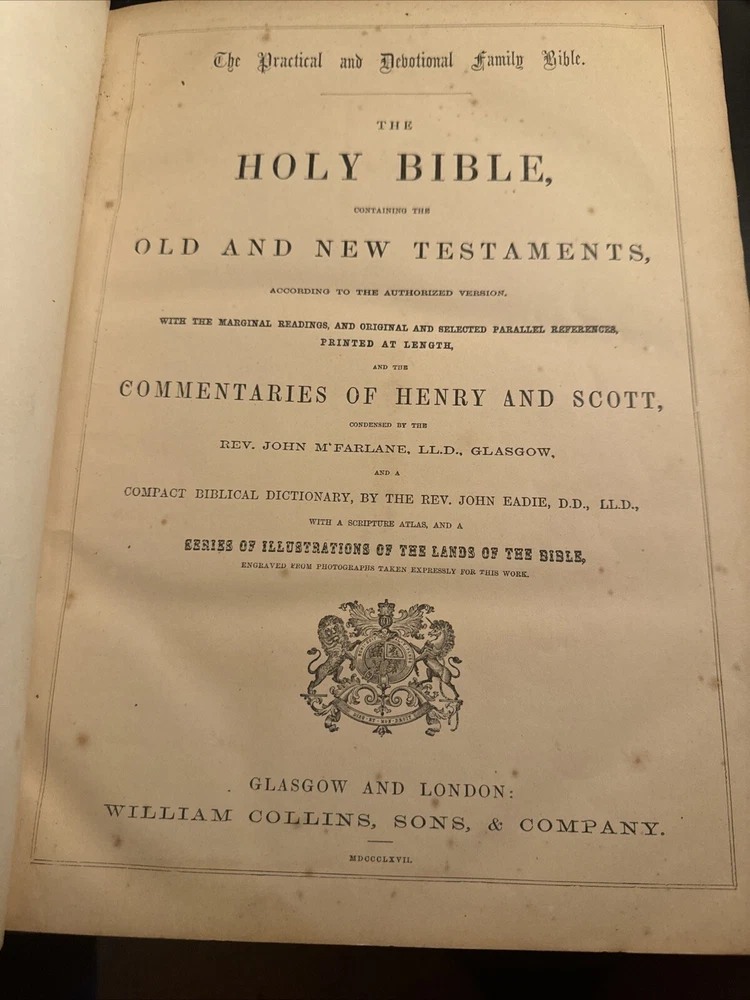 The Practical and Devotional Family Bible.
THE
HOLY BIBLE,
CONTAINING THE
OLD AND NEW TESTAMENTS,
ACCORDING TO THE AUTHORIZED VERSION.
WITH THE MARGINAL READINGS, AND ORIGINAL AND SELECTED PARALLEL REFERENCES,
PRINTED AT LENGTH,
AND THE
COMMENTARIES OF HENRY AND SCOTT,
CONDENSED BY THE
REV. JOHN M'FARLANE, LL.D., GLASGOW,
AND A
COMPACT BIBLICAL DICTIONARY, BY THE REV. JOHN EADIE, D.D., LL.D.,
WITH A SCRIPTURE ATLAS, AND A
SERIES OF ILLUSTRATIONS OF THE LANDS OF THE BIBLE,
ENGRAVED FROM PHOTOGRAPHS TAKEN EXPRESSLY FOR THIS WORK.
GLASGOW AND LONDON:
WILLIAM COLLINS, SONS, & COMPANY.
MDCCCLXVII.